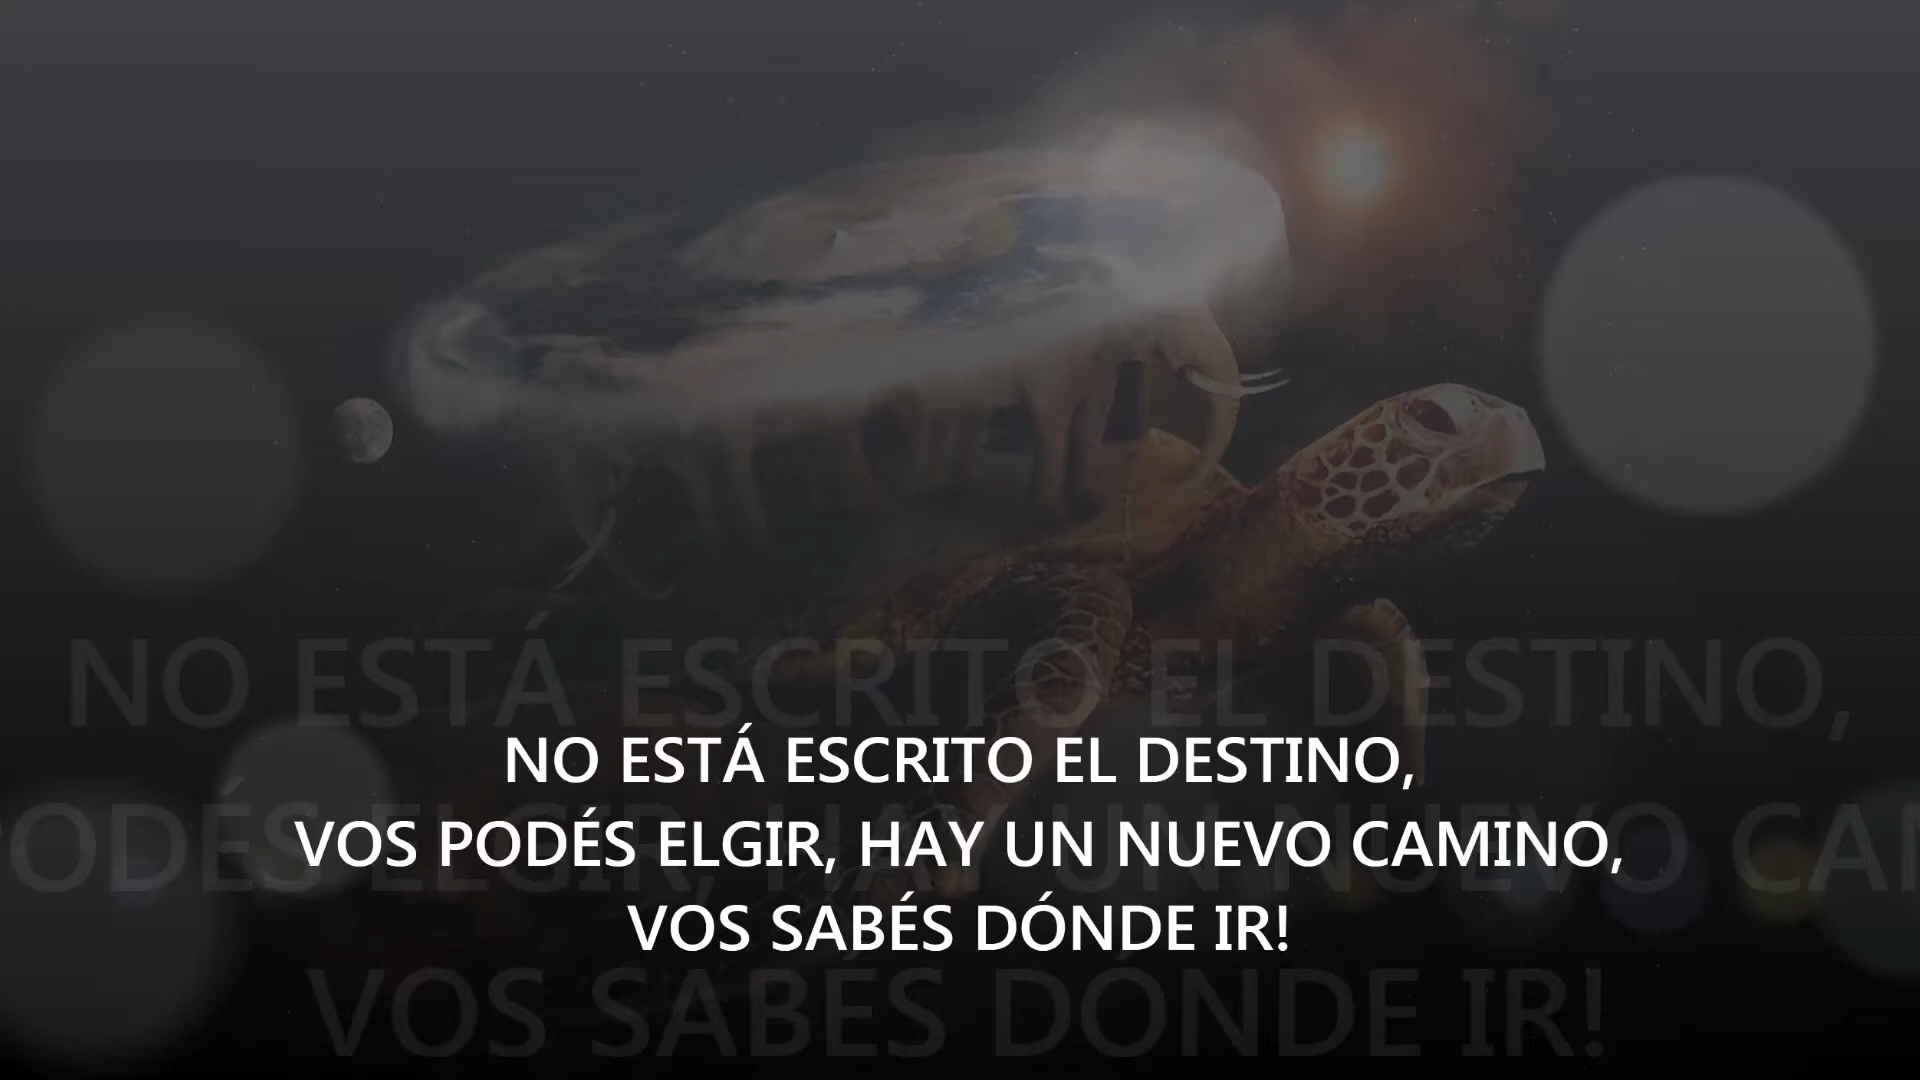 NO ESTÁ ESCRITO EL DESTINO,
VOS PODÉS ELGIR, HAY UN NUEVO CAMINO,
VOS SABÉS DÓNDE IR!